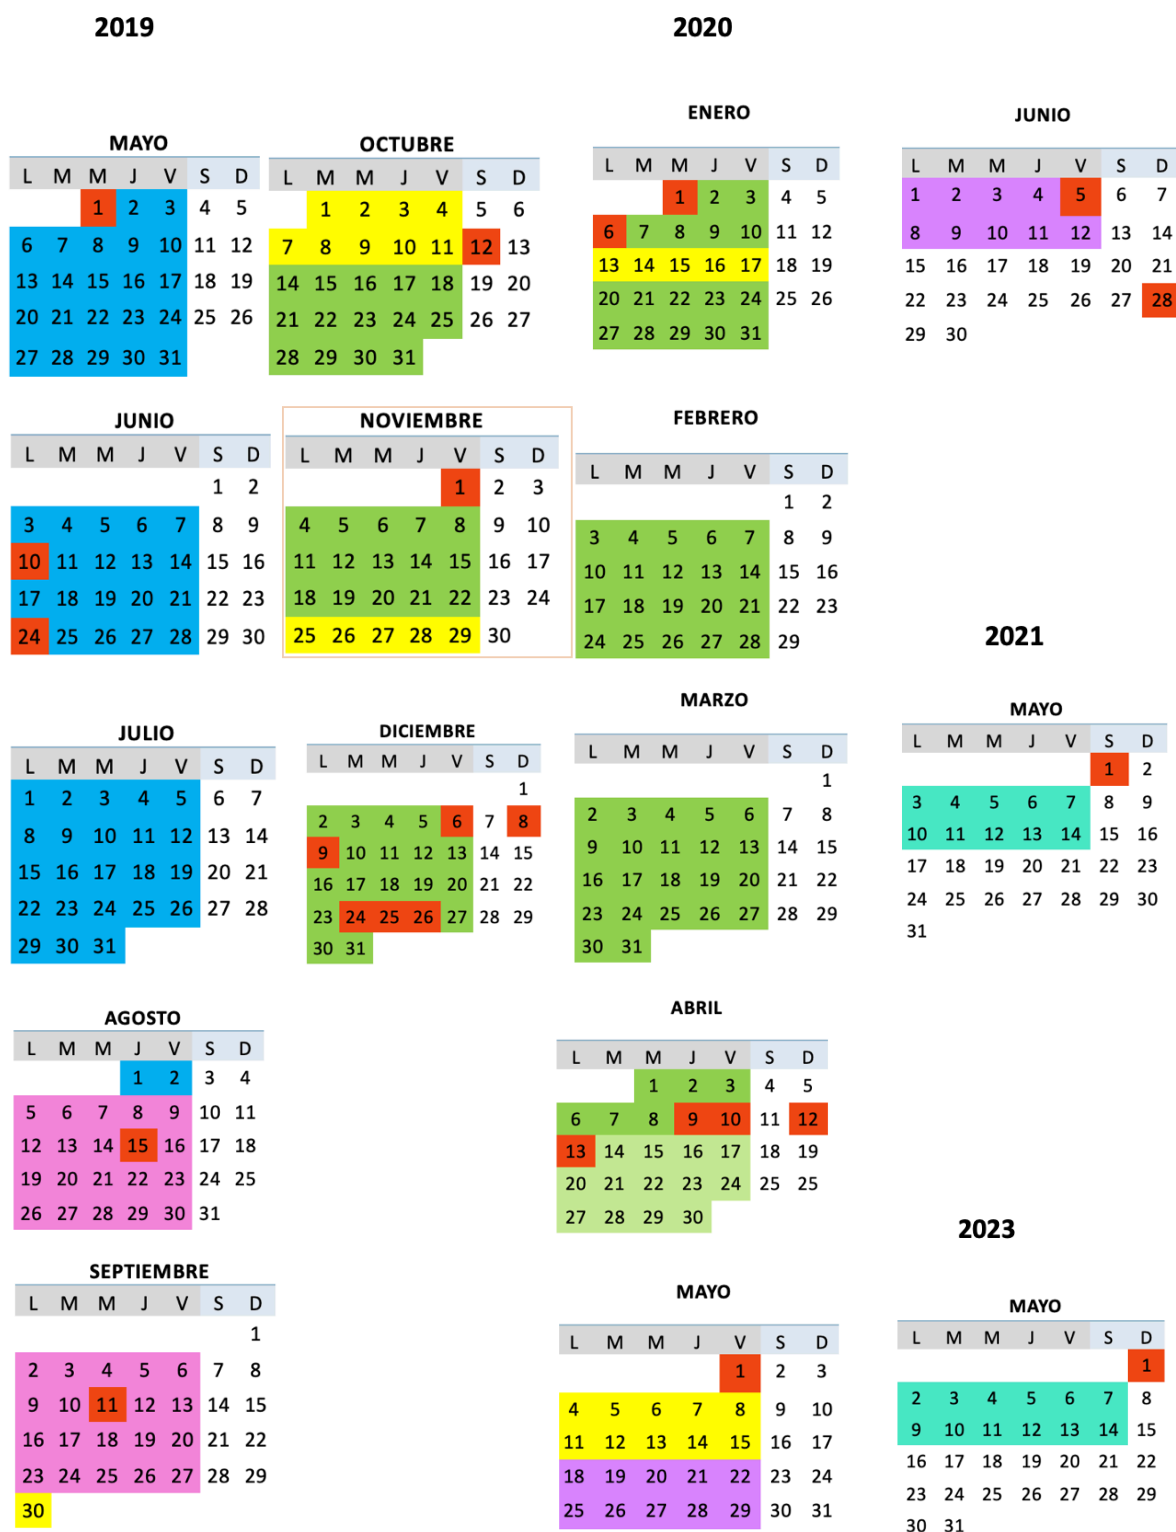 2019
MAYO
L M M J V S D
1 2 3 4 5
6 7 8 9 10 11 12
13 14 15 16 17 18 19
20 21 22 23 24 25 26
27 28 29 30 31
JUNIO
L M M J V S D
1 2
3 4 5 6 7 8 9
10 11 12 13 14 15 16
17 18 19 20 21 22 23
24 25 26 27 28 29 30
JULIO
L M M J V S D
1 2 3 4 5 6 7
8 9 10 11 12 13 14
15 16 17 18 19 20 21
22 23 24 25 26 27 28
29 30 31
AGOSTO
L M M J V S D
1 2 3 4
5 6 7 8 9 10 11
12 13 14 15 16 17 18
19 20 21 22 23 24 25
26 27 28 29 30 31
SEPTIEMBRE
L M M J V S D
1
2 3 4 5 6 7 8
9 10 11 12 13 14 15
16 17 18 19 20 21 22
23 24 25 26 27 28 29
30
OCTUBRE
L M M J V S D
1 2 3 4 5 6
7 8 9 10 11 12 13
14 15 16 17 18 19 20
21 22 23 24 25 26 27
28 29 30 31
NOVIEMBRE
L M M J V S D
1 2 3
4 5 6 7 8 9 10
11 12 13 14 15 16 17
18 19 20 21 22 23 24
25 26 27 28 29 30
DICIEMBRE
L M M J V S D
1
2 3 4 5 6 7 8
9 10 11 12 13 14 15
16 17 18 19 20 21 22
23 24 25 26 27 28 29
30 31
2020
ENERO
L M M J V S D
1 2 3 4 5
6 7 8 9 10 11 12
13 14 15 16 17 18 19
20 21 22 23 24 25 26
27 28 29 30 31
FEBRERO
L M M J V S D
1 2
3 4 5 6 7 8 9
10 11 12 13 14 15 16
17 18 19 20 21 22 23
24 25 26 27 28 29
MARZO
L M M J V S D
1
2 3 4 5 6 7 8
9 10 11 12 13 14 15
16 17 18 19 20 21 22
23 24 25 26 27 28 29
30 31
ABRIL
L M M J V S D
1 2 3 4 5
6 7 8 9 10 11 12
13 14 15 16 17 18 19
20 21 22 23 24 25 25
27 28 29 30
MAYO
L M M J V S D
1 2 3
4 5 6 7 8 9 10
11 12 13 14 15 16 17
18 19 20 21 22 23 24
25 26 27 28 29 30 31
JUNIO
L M M J V S D
1 2 3 4 5 6 7
8 9 10 11 12 13 14
15 16 17 18 19 20 21
22 23 24 25 26 27 28
29 30
2021
MAYO
L M M J V S D
1 2
3 4 5 6 7 8 9
10 11 12 13 14 15 16
17 18 19 20 21 22 23
24 25 26 27 28 29 30
31
2023
MAYO
L M M J V S D
1
2 3 4 5 6 7 8
9 10 11 12 13 14 15
16 17 18 19 20 21 22
23 24 25 26 27 28 29
30 31